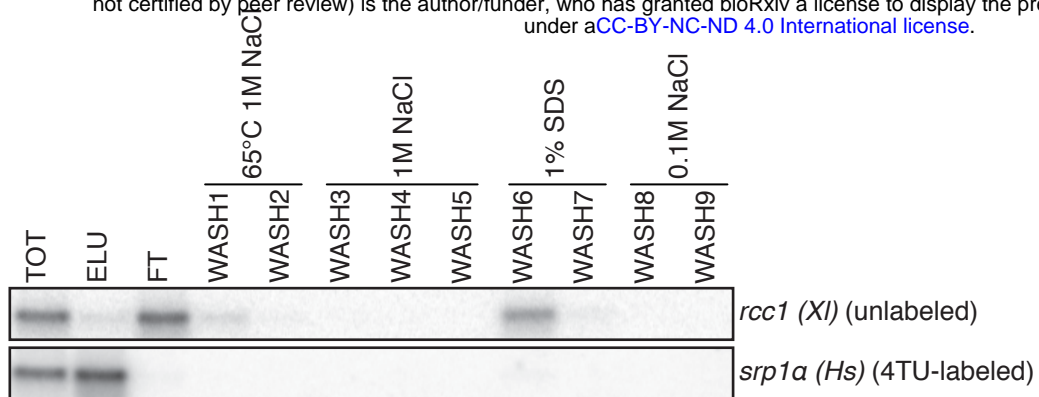 not certified by peer review) is the author/funder, who has granted bioRxiv a license to display the pre
under aCC-BY-NC-ND 4.0 International license.
65°C 1M NaCl
1M NaCl
1% SDS
0.1M NaCl
TOT
ELU
FT
WASH1
WASH2
WASH3
WASH4
WASH5
WASH6
WASH7
WASH8
WASH9
rcc1 (Xl) (unlabeled)
srp1α (Hs) (4TU-labeled)